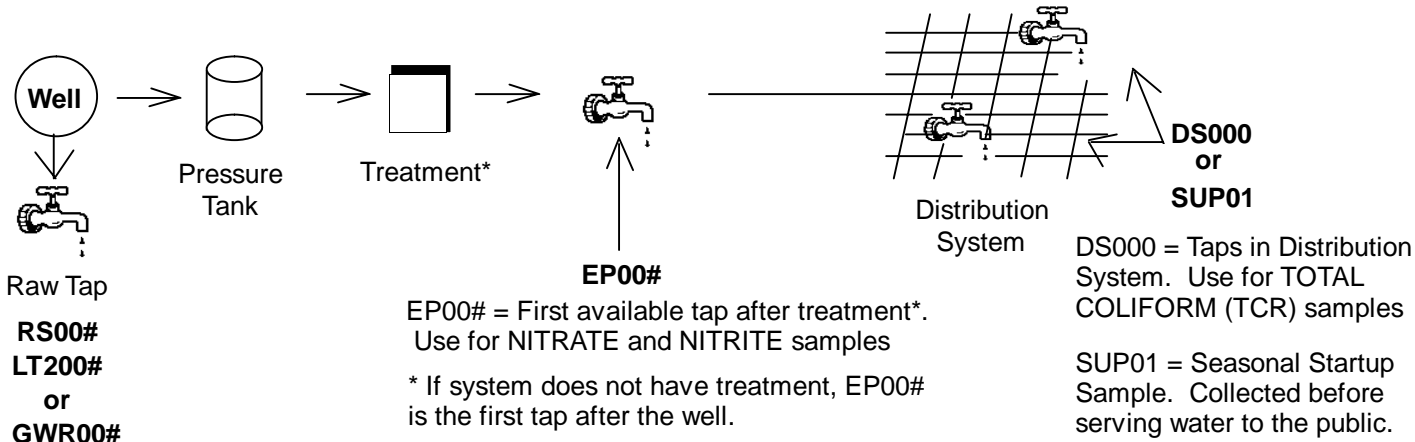 Well
Pressure
Tank
Treatment*
Raw Tap
RS00#
LT200#
or
GWR00#
EP00#
EP00# = First available tap after treatment*.
Use for NITRATE and NITRITE samples
* If system does not have treatment, EP00#
is the first tap after the well.
Distribution
System
DS000
or
SUP01
DS000 = Taps in Distribution
System.  Use for TOTAL
COLIFORM (TCR) samples
SUP01 = Seasonal Startup
Sample.  Collected before
serving water to the public.